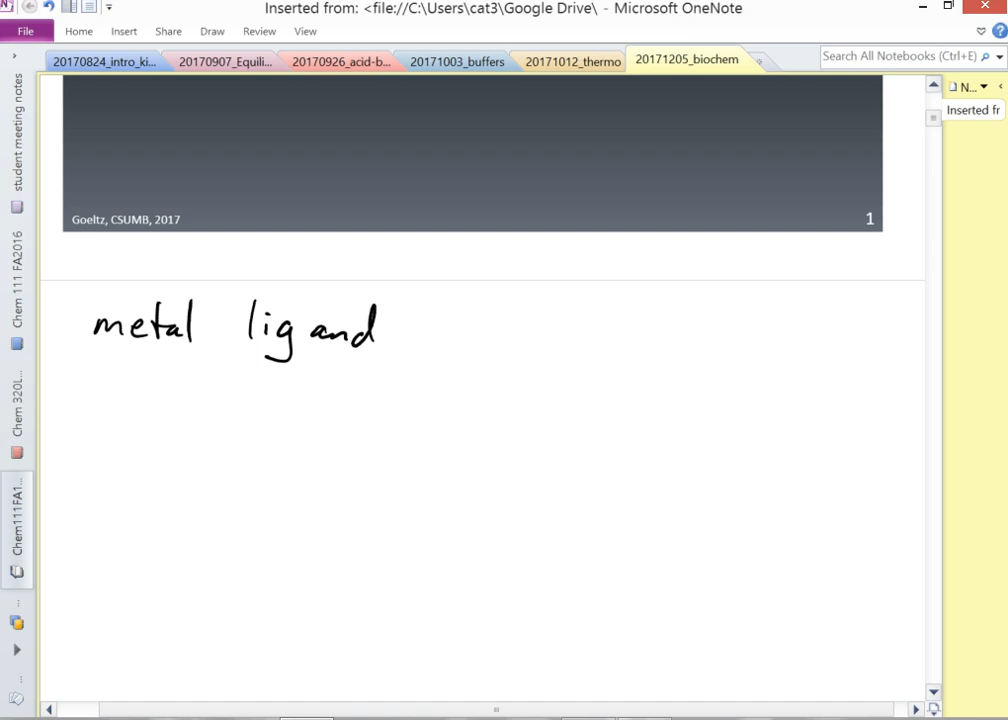 Inserted from: <file://C:\Users\cat3\Google Drive\ - Microsoft OneNote
File Home Insert Share Draw Review View
20170824_intro_ki... 20170907_Equili... 20170926_acid-b... 20171003_buffers 20171012_thermo 20171205_biochem
Search All Notebooks (Ctrl+E)
N...
Inserted fr
student meeting notes
Chem 111 FA2016
Chem 320L...
Chem111FA1...
Goeltz, CSUMB, 2017 1
metal ligand